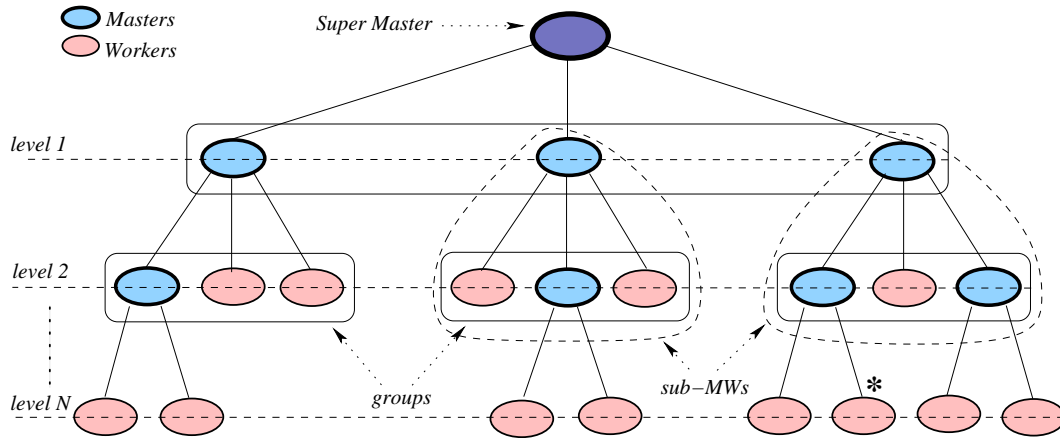 Masters
Workers
Super Master
level 1
level 2
level N
groups
sub–MWs
*